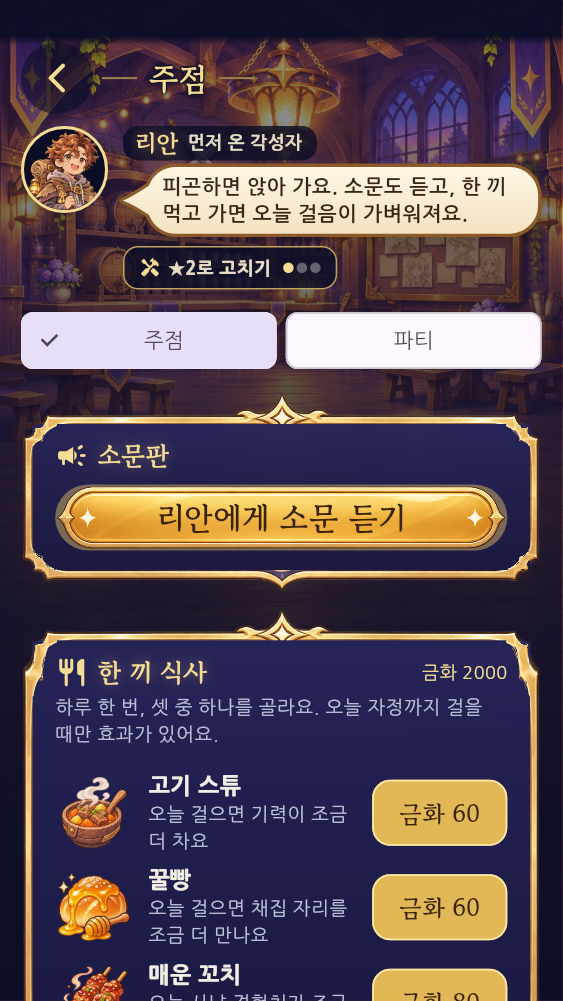 주점
리안 먼저 온 각성자
피곤하면 앉아 가요. 소문도 듣고, 한 끼
먹고 가면 오늘 걸음이 가벼워져요.
★2로 고치기
주점
파티
소문판
리안에게 소문 듣기
한 끼 식사
금화 2000
하루 한 번, 셋 중 하나를 골라요. 오늘 자정까지 걸을
때만 효과가 있어요.
고기 스튜
오늘 걸으면 기력이 조금
더 차요
금화 60
꿀빵
오늘 걸으면 채집 자리를
조금 더 만나요
금화 60
매운 꼬치